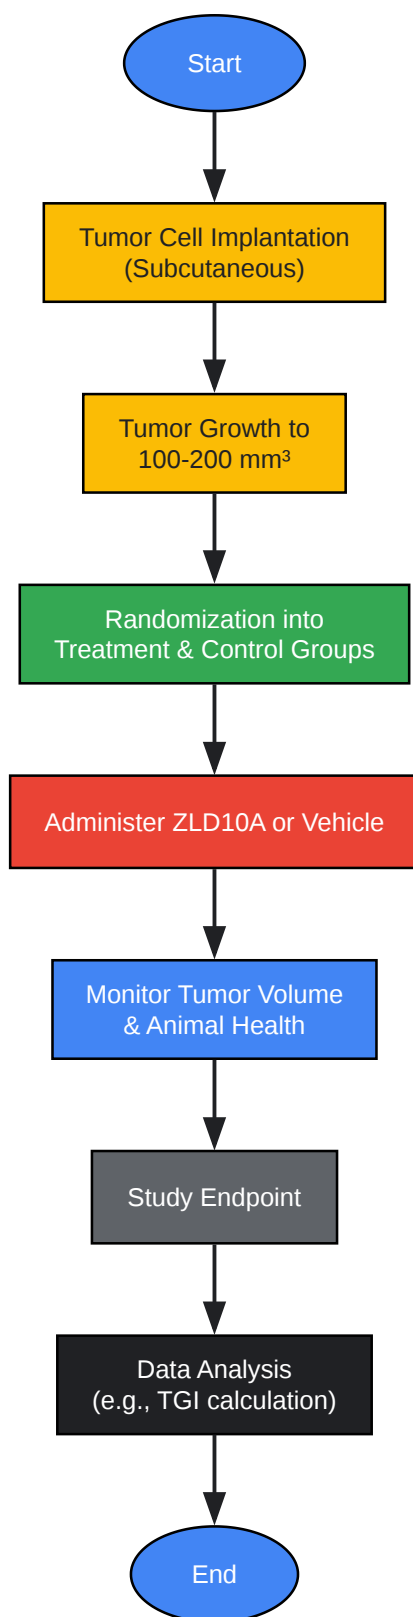 Start
Tumor Cell Implantation
(Subcutaneous)
Tumor Growth to
100-200 mm³
Randomization into
Treatment & Control Groups
Administer ZLD10A or Vehicle
Monitor Tumor Volume
& Animal Health
Study Endpoint
Data Analysis
(e.g., TGI calculation)
End